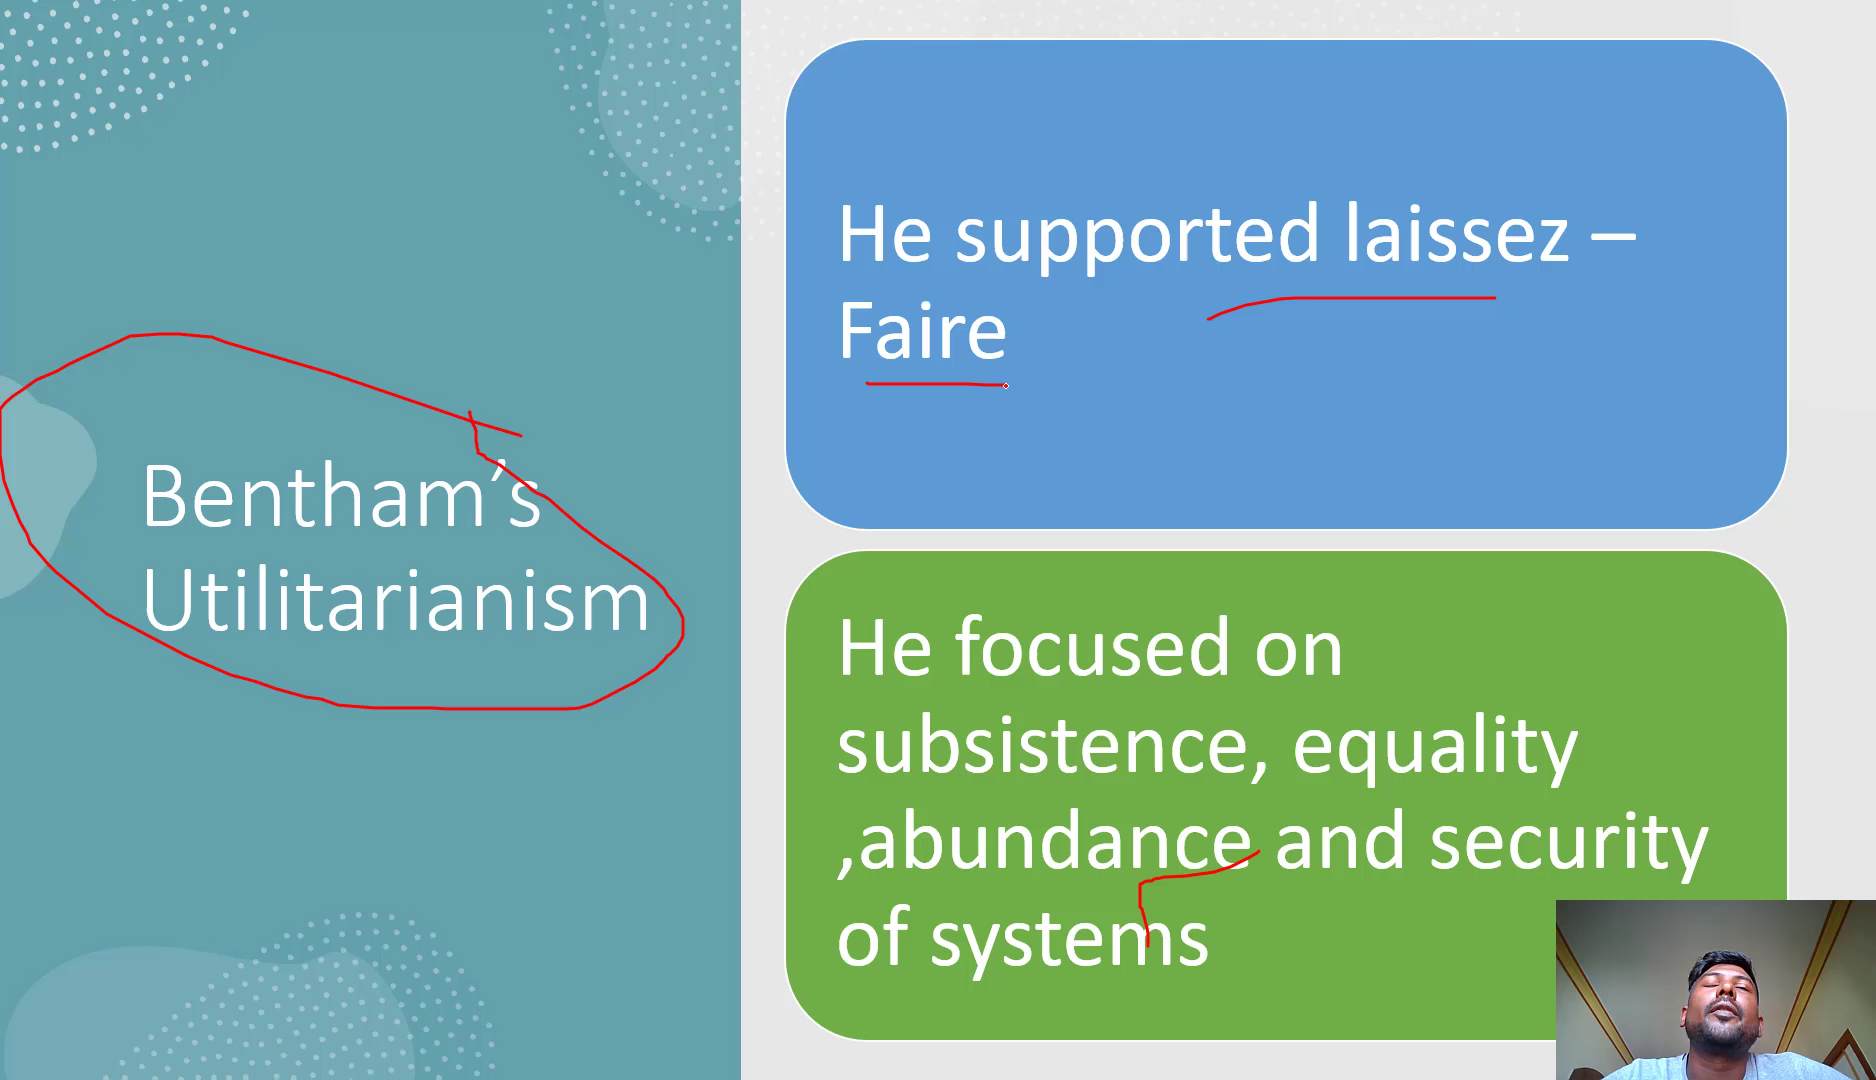 Bentham’s
Utilitarianism
He supported laissez –
Faire
He focused on
subsistence, equality
,abundance and security
of systems